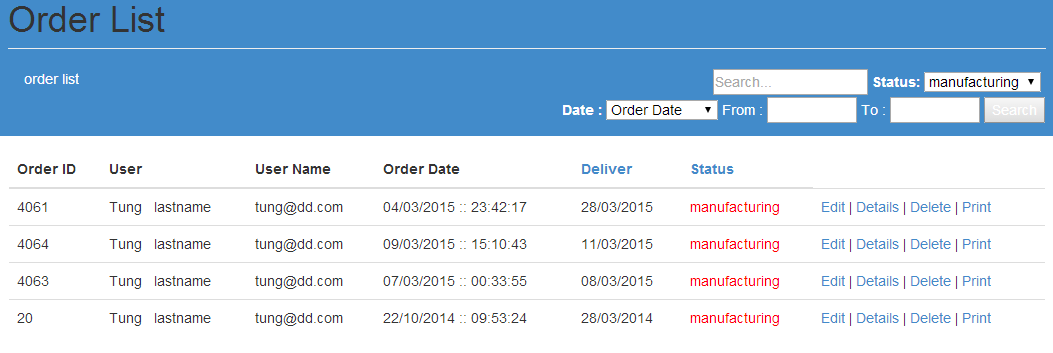 Order List
order list
Search... Status: manufacturing
Date : Order Date From : To : Search
Order ID User User Name Order Date Deliver Status
4061 Tung lastname tung@dd.com 04/03/2015 :: 23:42:17 28/03/2015 manufacturing Edit | Details | Delete | Print
4064 Tung lastname tung@dd.com 09/03/2015 :: 15:10:43 11/03/2015 manufacturing Edit | Details | Delete | Print
4063 Tung lastname tung@dd.com 07/03/2015 :: 00:33:55 08/03/2015 manufacturing Edit | Details | Delete | Print
20 Tung lastname tung@dd.com 22/10/2014 :: 09:53:24 28/03/2014 manufacturing Edit | Details | Delete | Print